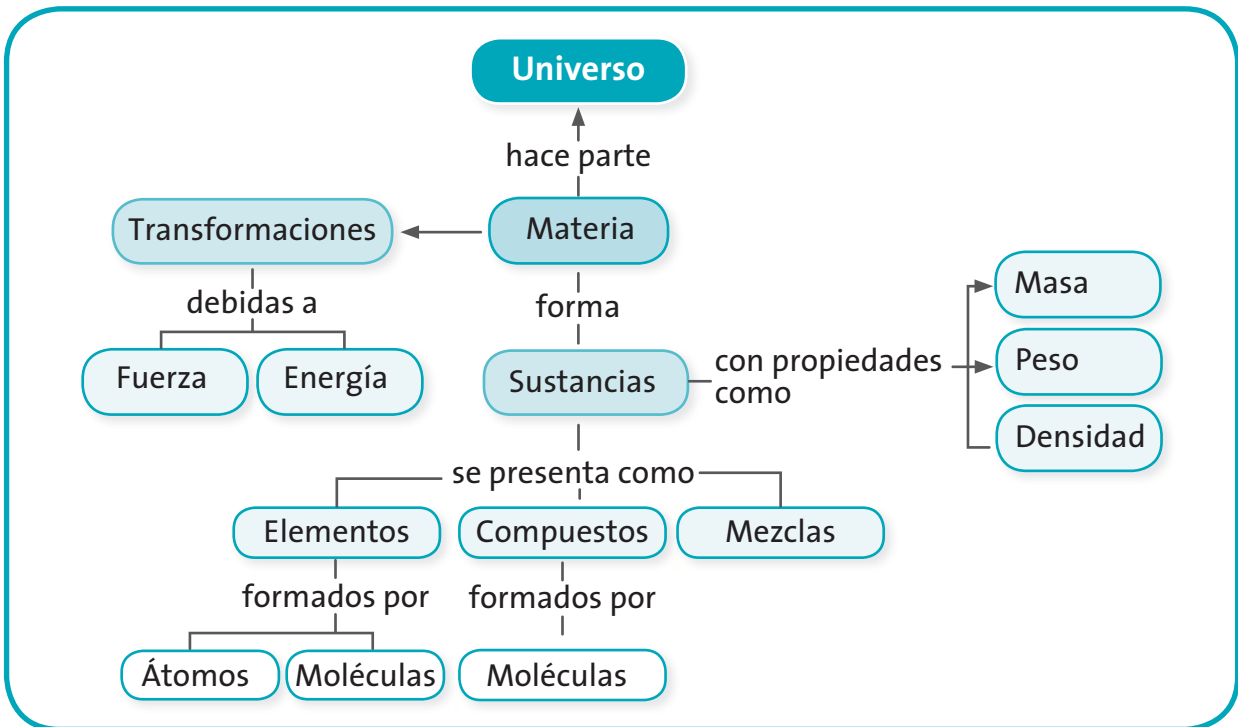 Universo
hace parte
Transformaciones
Materia
debidas a
forma
Masa
Fuerza
Energía
Sustancias
con propiedades
como
Peso
Densidad
se presenta como
Elementos
Compuestos
Mezclas
formados por
formados por
Átomos
Moléculas
Moléculas